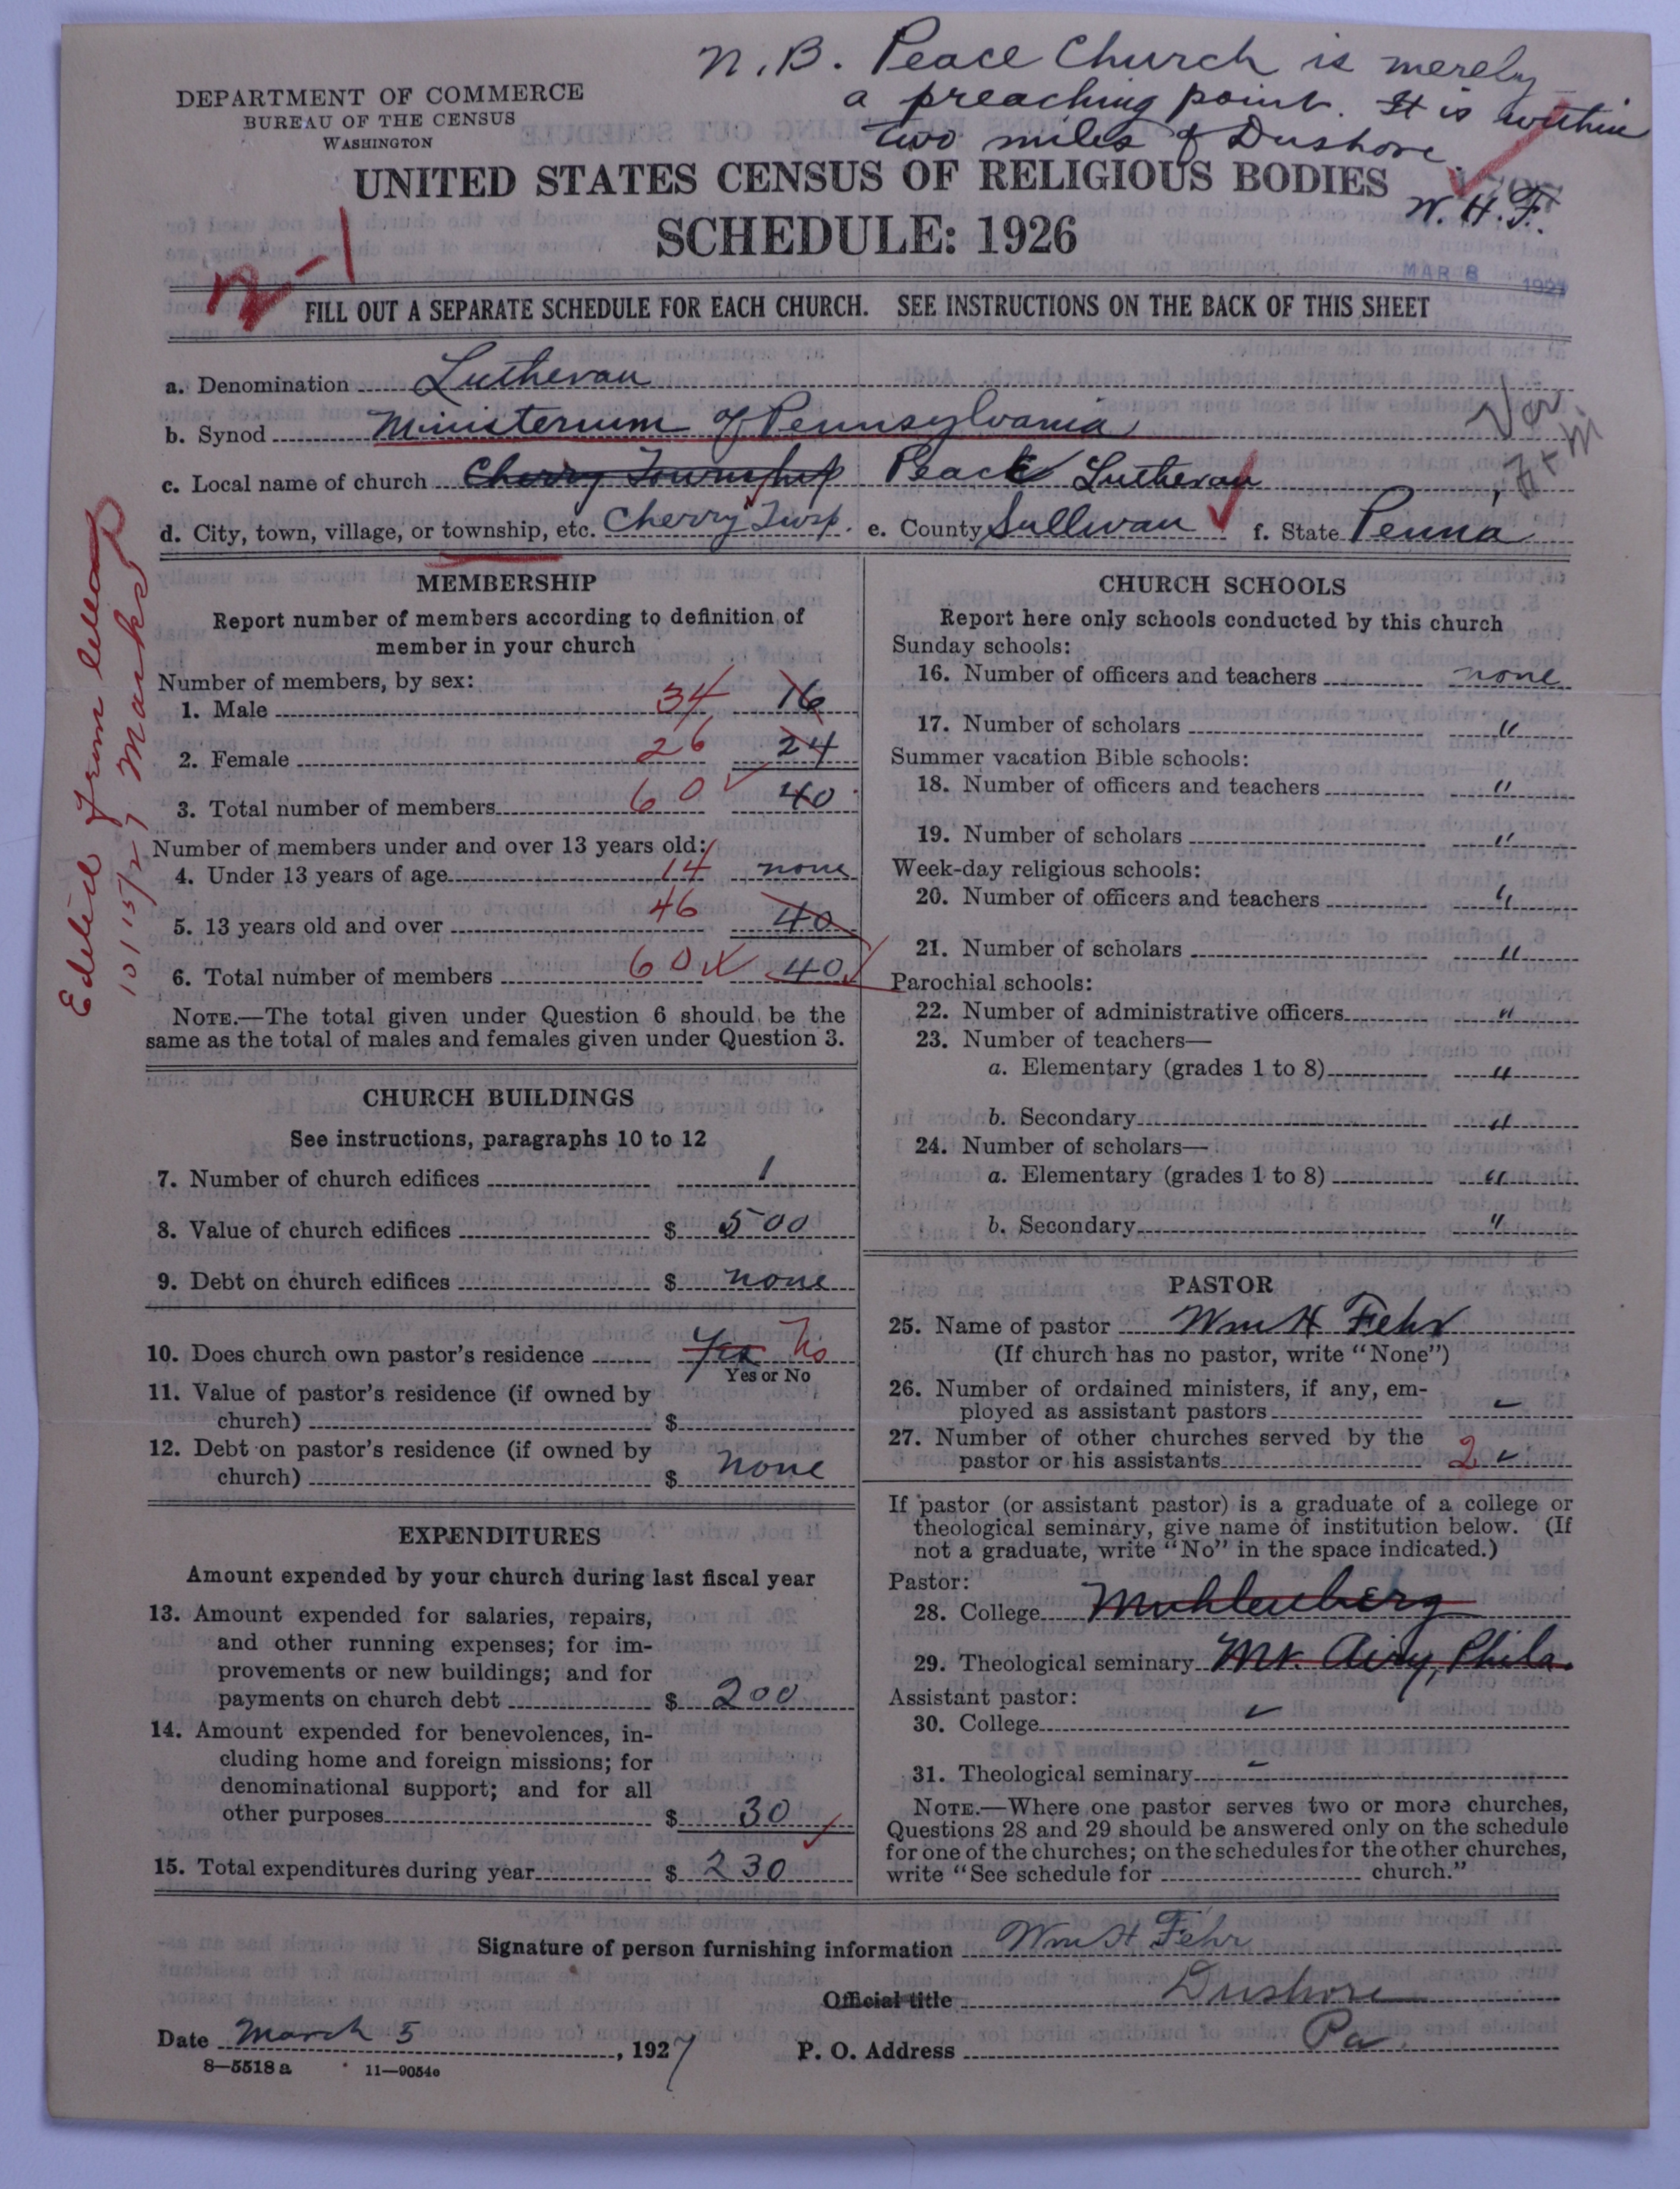 N.B. Peace Church is merely
a preaching point. It is within
two miles of Dushore.
W. H. F.
DEPARTMENT OF COMMERCE
BUREAU OF THE CENSUS
WASHINGTON
UNITED STATES CENSUS OF RELIGIOUS BODIES
SCHEDULE: 1926
MAR 8 1927
FILL OUT A SEPARATE SCHEDULE FOR EACH CHURCH. SEE INSTRUCTIONS ON THE BACK OF THIS SHEET
a. Denomination Lutheran
b. Synod Ministerium of Pennsylvania
c. Local name of church Cherry Township Peace Lutheran
d. City, town, village, or township, etc. Cherry Twsp. e. County Sullivan f. State Penna
Edited from letter
10/15/27 Marks
MEMBERSHIP
Report number of members according to definition of
member in your church
Number of members, by sex:
1. Male 34 16
2. Female 26 24
3. Total number of members 60 40
Number of members under and over 13 years old:
4. Under 13 years of age 14 none
5. 13 years old and over 46 40
6. Total number of members 60 40
NOTE.—The total given under Question 6 should be the
same as the total of males and females given under Question 3.
CHURCH BUILDINGS
See instructions, paragraphs 10 to 12
7. Number of church edifices 1
8. Value of church edifices $ 500
9. Debt on church edifices $ none
10. Does church own pastor's residence Yes No
Yes or No
11. Value of pastor's residence (if owned by
church) $
12. Debt on pastor's residence (if owned by
church) $ none
EXPENDITURES
Amount expended by your church during last fiscal year
13. Amount expended for salaries, repairs,
and other running expenses; for im-
provements or new buildings; and for
payments on church debt $ 200
14. Amount expended for benevolences, in-
cluding home and foreign missions; for
denominational support; and for all
other purposes $ 30
15. Total expenditures during year $ 230
CHURCH SCHOOLS
Report here only schools conducted by this church
Sunday schools:
16. Number of officers and teachers none
17. Number of scholars "
Summer vacation Bible schools:
18. Number of officers and teachers "
19. Number of scholars "
Week-day religious schools:
20. Number of officers and teachers "
21. Number of scholars "
Parochial schools:
22. Number of administrative officers "
23. Number of teachers—
a. Elementary (grades 1 to 8) "
b. Secondary "
24. Number of scholars—
a. Elementary (grades 1 to 8) "
b. Secondary "
PASTOR
25. Name of pastor Wm H Fehr
(If church has no pastor, write "None")
26. Number of ordained ministers, if any, em-
ployed as assistant pastors
27. Number of other churches served by the
pastor or his assistants 2
If pastor (or assistant pastor) is a graduate of a college or
theological seminary, give name of institution below. (If
not a graduate, write "No" in the space indicated.)
Pastor:
28. College Muhlenberg
29. Theological seminary Mt. Airy, Phila.
Assistant pastor:
30. College
31. Theological seminary
NOTE.—Where one pastor serves two or more churches,
Questions 28 and 29 should be answered only on the schedule
for one of the churches; on the schedules for the other churches,
write "See schedule for church."
Signature of person furnishing information Wm H Fehr
Official title Dushore
Date March 5, 1927 P. O. Address Pa.
8—5518 a 11—9054e